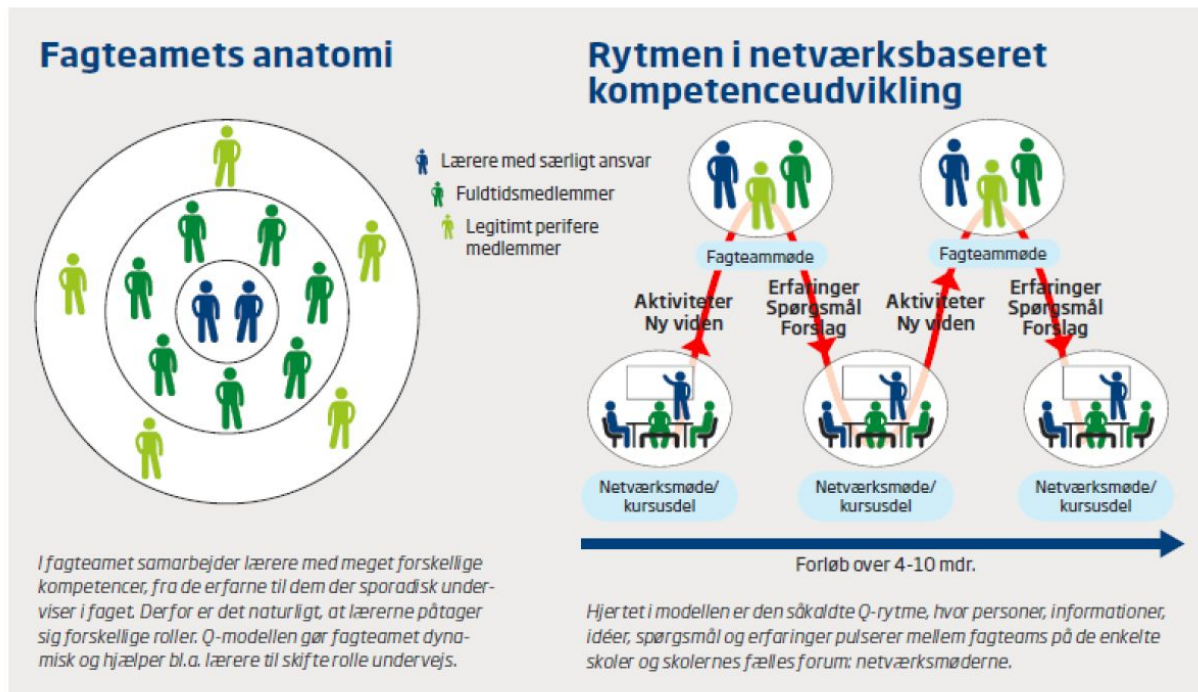 Fagteamets anatomi
Lærere med særligt ansvar
Fuldtidsmedlemmer
Legitimt perifere
medlemmer
I fagteamet samarbejder lærere med meget forskellige
kompetencer, fra de erfarne til dem der sporadisk under-
viser i faget. Derfor er det naturligt, at lærerne påtager
sig forskellige roller. Q-modellen gør fagteamet dyna-
misk og hjælper bl.a. lærere til skifte rolle undervejs.
Rytmen i netværksbaseret
kompetenceudvikling
Fagteammøde
Fagteammøde
Aktiviteter
Ny viden
Erfaringer
Spørgsmål
Forslag
Aktiviteter
Ny viden
Erfaringer
Spørgsmål
Forslag
Netværksmøde/
kursusdel
Netværksmøde/
kursusdel
Netværksmøde/
kursusdel
Forløb over 4-10 mdr.
Hjertet i modellen er den såkaldte Q-rytme, hvor personer, informationer,
idéer, spørgsmål og erfaringer pulserer mellem fagteams på de enkelte
skoler og skolernes fælles forum: netværksmøderne.